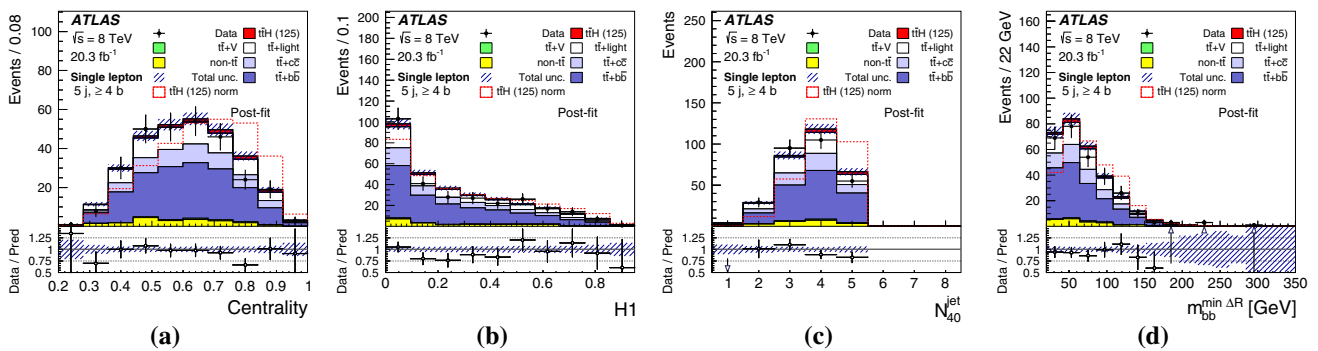 ATLAS
√s = 8 TeV
20.3 fb⁻¹
Single lepton
5 j, ≥ 4 b
Data
tt̄H (125)
tt̄+V
tt̄+light
non-tt̄
tt̄+cc̄
Total unc.
tt̄+bb̄
tt̄H (125) norm
Post-fit
Events / 0.08
20
40
60
80
100
Data / Pred
0.5
0.75
1
1.25
0.2 0.3 0.4 0.5 0.6 0.7 0.8 0.9 1
Centrality
(a)
ATLAS
√s = 8 TeV
20.3 fb⁻¹
Single lepton
5 j, ≥ 4 b
Data
tt̄H (125)
tt̄+V
tt̄+light
non-tt̄
tt̄+cc̄
Total unc.
tt̄+bb̄
tt̄H (125) norm
Post-fit
Events / 0.1
20
40
60
80
100
120
140
160
180
200
Data / Pred
0.5
0.75
1
1.25
0 0.2 0.4 0.6 0.8
H1
(b)
ATLAS
√s = 8 TeV
20.3 fb⁻¹
Single lepton
5 j, ≥ 4 b
Data
tt̄H (125)
tt̄+V
tt̄+light
non-tt̄
tt̄+cc̄
Total unc.
tt̄+bb̄
tt̄H (125) norm
Post-fit
Events
50
100
150
200
250
Data / Pred
0.5
0.75
1
1.25
1 2 3 4 5 6 7 8
N₄₀^jet
(c)
ATLAS
√s = 8 TeV
20.3 fb⁻¹
Single lepton
5 j, ≥ 4 b
Data
tt̄H (125)
tt̄+V
tt̄+light
non-tt̄
tt̄+cc̄
Total unc.
tt̄+bb̄
tt̄H (125) norm
Post-fit
Events / 22 GeV
20
40
60
80
100
120
140
160
Data / Pred
0.5
0.75
1
1.25
50 100 150 200 250 300 350
m_bb^min ΔR [GeV]
(d)